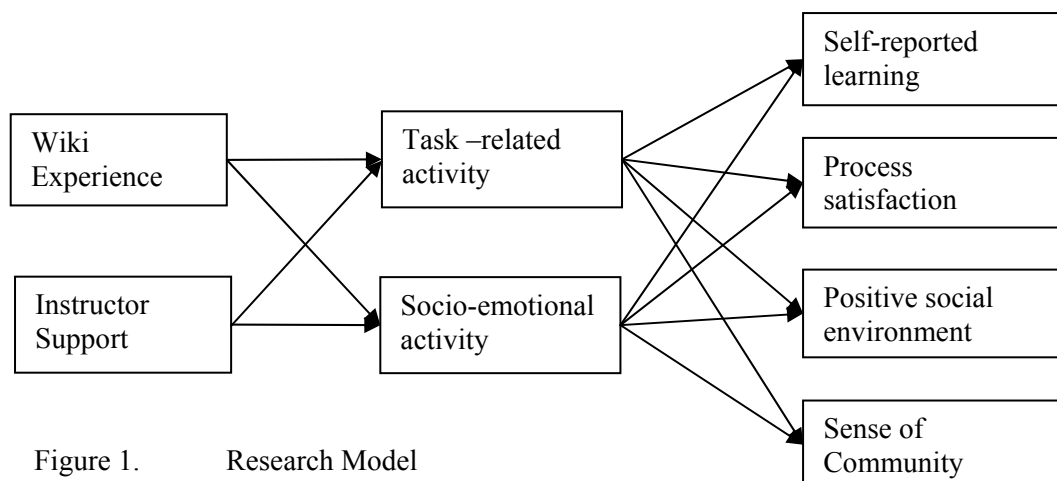 Wiki
Experience
Instructor
Support
Task –related
activity
Socio-emotional
activity
Self-reported
learning
Process
satisfaction
Positive social
environment
Sense of
Community
Figure 1. Research Model